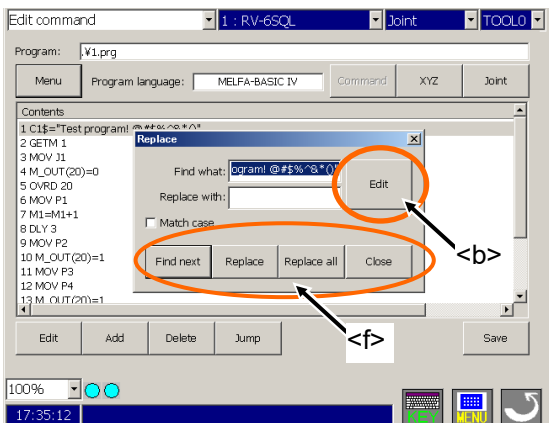 Edit command 1 : RV-6SQL Joint TOOL0
Program: .¥1.prg
Menu Program language: MELFA-BASIC IV Command XYZ Joint
Contents
1 C1$="Test program! @#$%^&*()"
2 GETM 1
3 MOV J1
4 M_OUT(20)=0
5 OVRD 20
6 MOV P1
7 M1=M1+1
8 DLY 3
9 MOV P2
10 M_OUT(20)=1
11 MOV P3
12 MOV P4
13 M_OUT(20)=1
Replace
Find what: ogram! @#$%^&*()"
Edit
Replace with:
Match case
Find next Replace Replace all Close
<b>
<f>
Edit Add Delete Jump Save
100%
17:35:12 KEY MENU